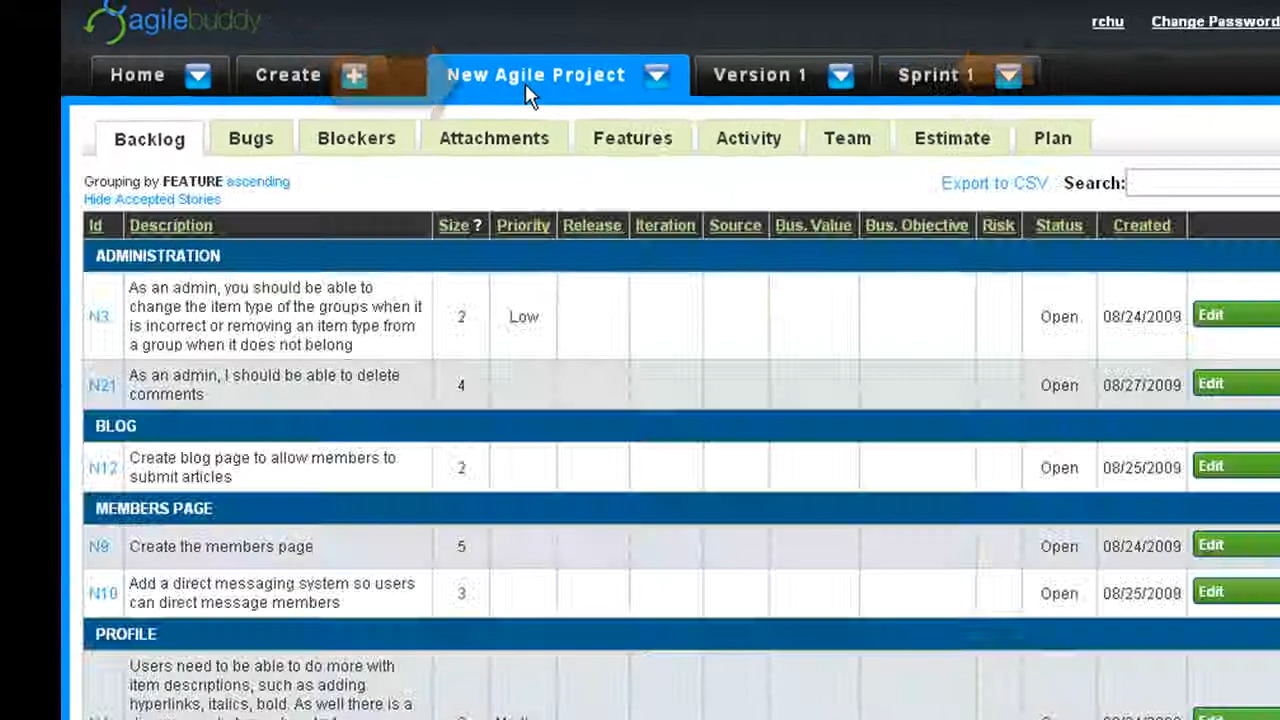 agilebuddy
rchu Change Password
Home Create New Agile Project Version 1 Sprint 1
Backlog Bugs Blockers Attachments Features Activity Team Estimate Plan
Grouping by FEATURE ascending
Export to CSV Search:
Hide Accepted Stories
Id Description Size ? Priority Release Iteration Source Bus. Value Bus. Objective Risk Status Created
ADMINISTRATION
As an admin, you should be able to
change the item type of the groups when it
is incorrect or removing an item type from
a group when it does not belong
N3 2 Low Open 08/24/2009 Edit
As an admin, I should be able to delete
comments
N21 4 Open 08/27/2009 Edit
BLOG
Create blog page to allow members to
submit articles
N12 2 Open 08/25/2009 Edit
MEMBERS PAGE
N9 Create the members page 5 Open 08/24/2009 Edit
Add a direct messaging system so users
can direct message members
N10 3 Open 08/25/2009 Edit
PROFILE
Users need to be able to do more with
item descriptions, such as adding
hyperlinks, italics, bold. As well there is a